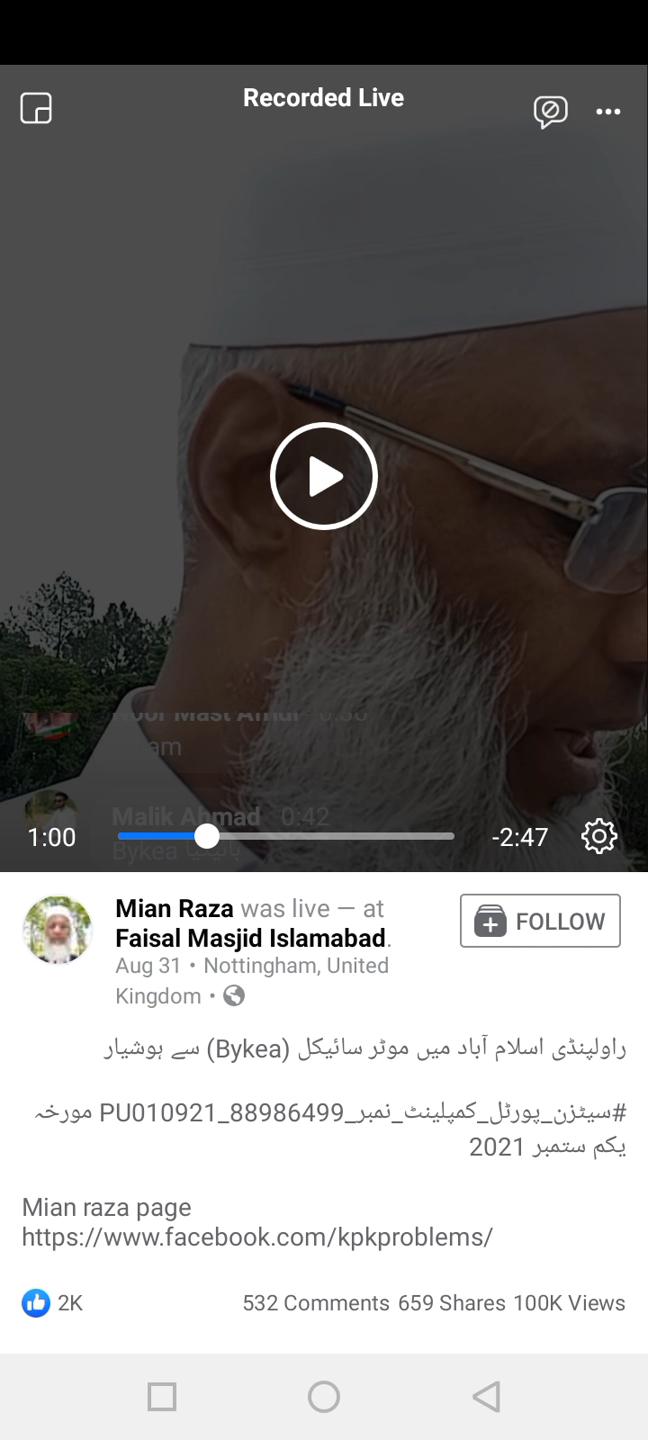 Recorded Live
Malik Ahmad 0:42
Bykea
1:00
-2:47
Mian Raza was live — at
Faisal Masjid Islamabad.
FOLLOW
Aug 31 • Nottingham, United
Kingdom •
راولپنڈی اسلام آباد میں موٹر سائیکل (Bykea) سے ہوشیار
#سیٹزن_پورٹل_کمپلینٹ_نمبر_PU010921_88986499 مورخہ
یکم ستمبر 2021
Mian raza page
https://www.facebook.com/kpkproblems/
2K
532 Comments 659 Shares 100K Views